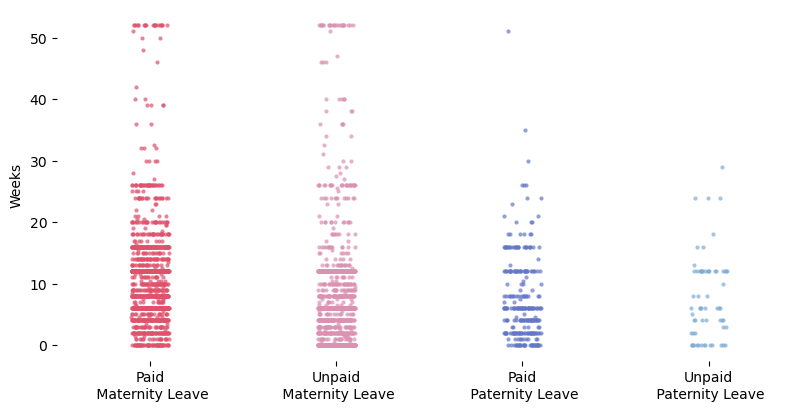 50
40
30
20
10
0
Weeks
Paid
Maternity Leave
Unpaid
Maternity Leave
Paid
Paternity Leave
Unpaid
Paternity Leave